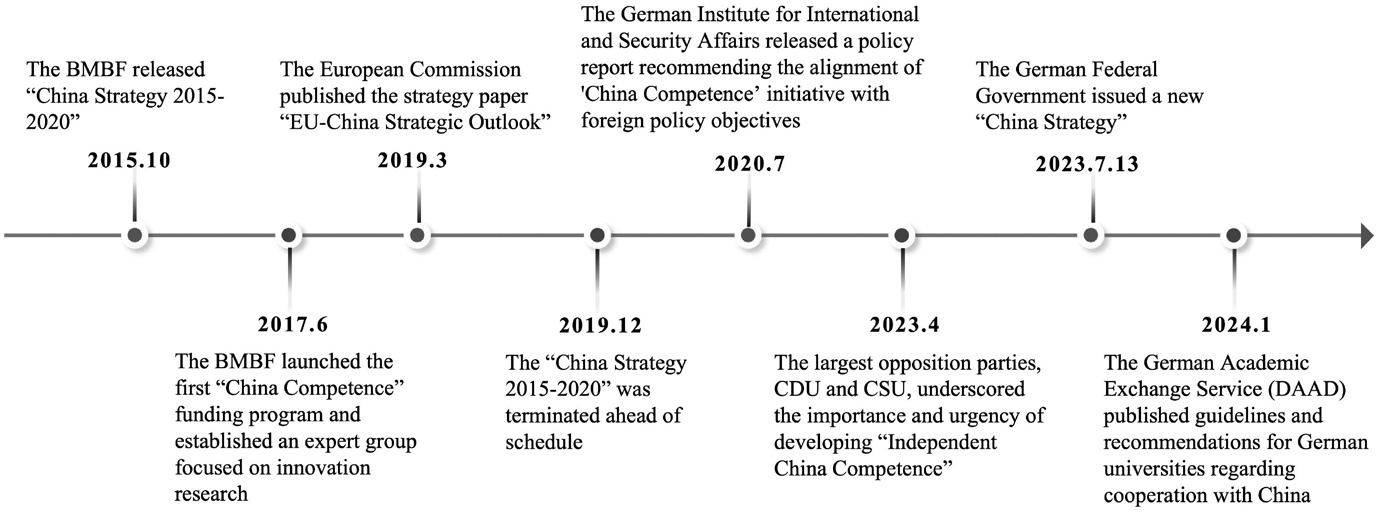 The BMBF released
“China Strategy 2015-
2020”
2015.10
The BMBF launched the
first “China Competence”
funding program and
established an expert group
focused on innovation
research
2017.6
The European Commission
published the strategy paper
“EU-China Strategic Outlook”
2019.3
The “China Strategy
2015-2020” was
terminated ahead of
schedule
2019.12
The German Institute for International
and Security Affairs released a policy
report recommending the alignment of
'China Competence’ initiative with
foreign policy objectives
2020.7
2023.4
The largest opposition parties,
CDU and CSU, underscored
the importance and urgency of
developing “Independent
China Competence”
The German Federal
Government issued a new
“China Strategy”
2023.7.13
2024.1
The German Academic
Exchange Service (DAAD)
published guidelines and
recommendations for German
universities regarding
cooperation with China